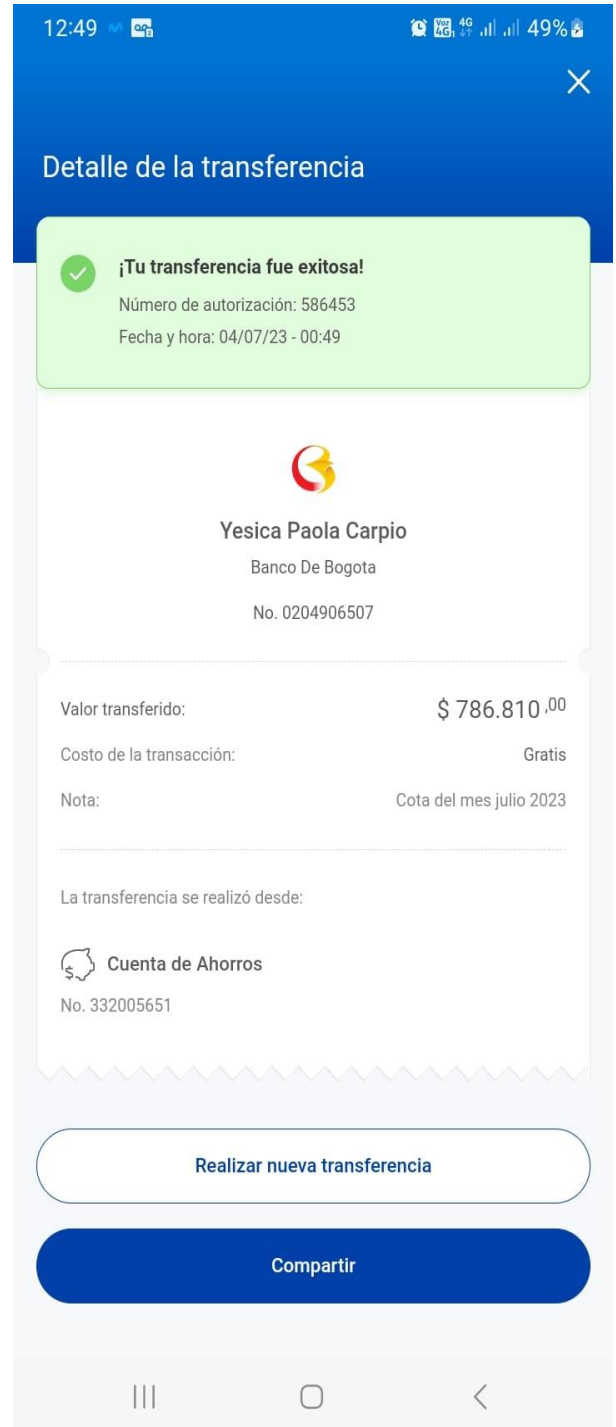 12:49
Voz 4G 4G 49%
Detalle de la transferencia
¡Tu transferencia fue exitosa!
Número de autorización: 586453
Fecha y hora: 04/07/23 - 00:49
Yesica Paola Carpio
Banco De Bogota
No. 0204906507
Valor transferido: $ 786.810,00
Costo de la transacción: Gratis
Nota: Cota del mes julio 2023
La transferencia se realizó desde:
Cuenta de Ahorros
No. 332005651
Realizar nueva transferencia
Compartir